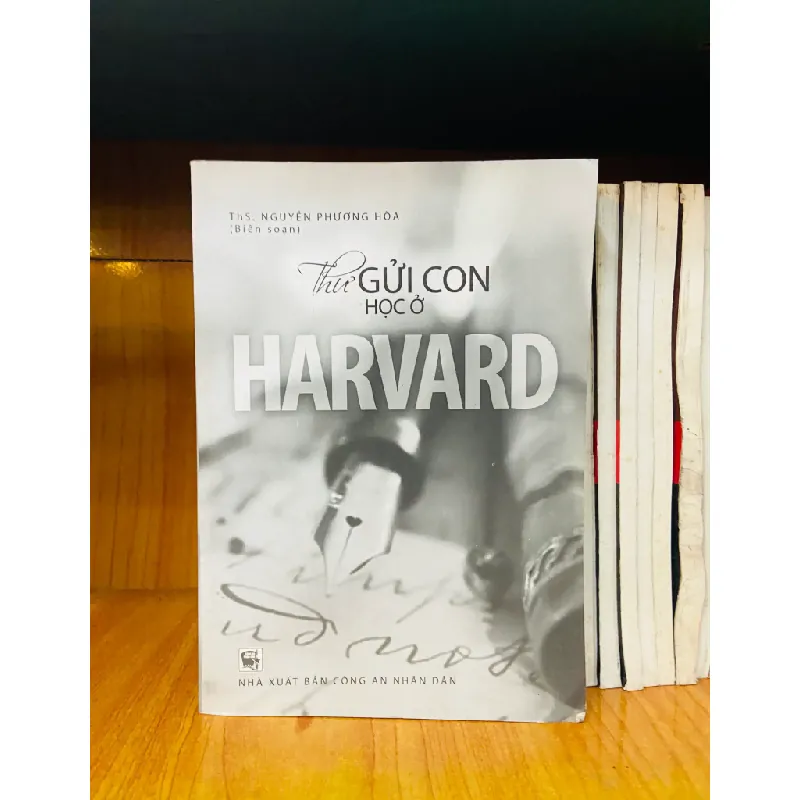 ThS. NGUYỄN PHƯƠNG HÒA
(Biên soạn)
Thư GỬI CON
HỌC Ở
HARVARD
NHÀ XUẤT BẢN CÔNG AN NHÂN DÂN